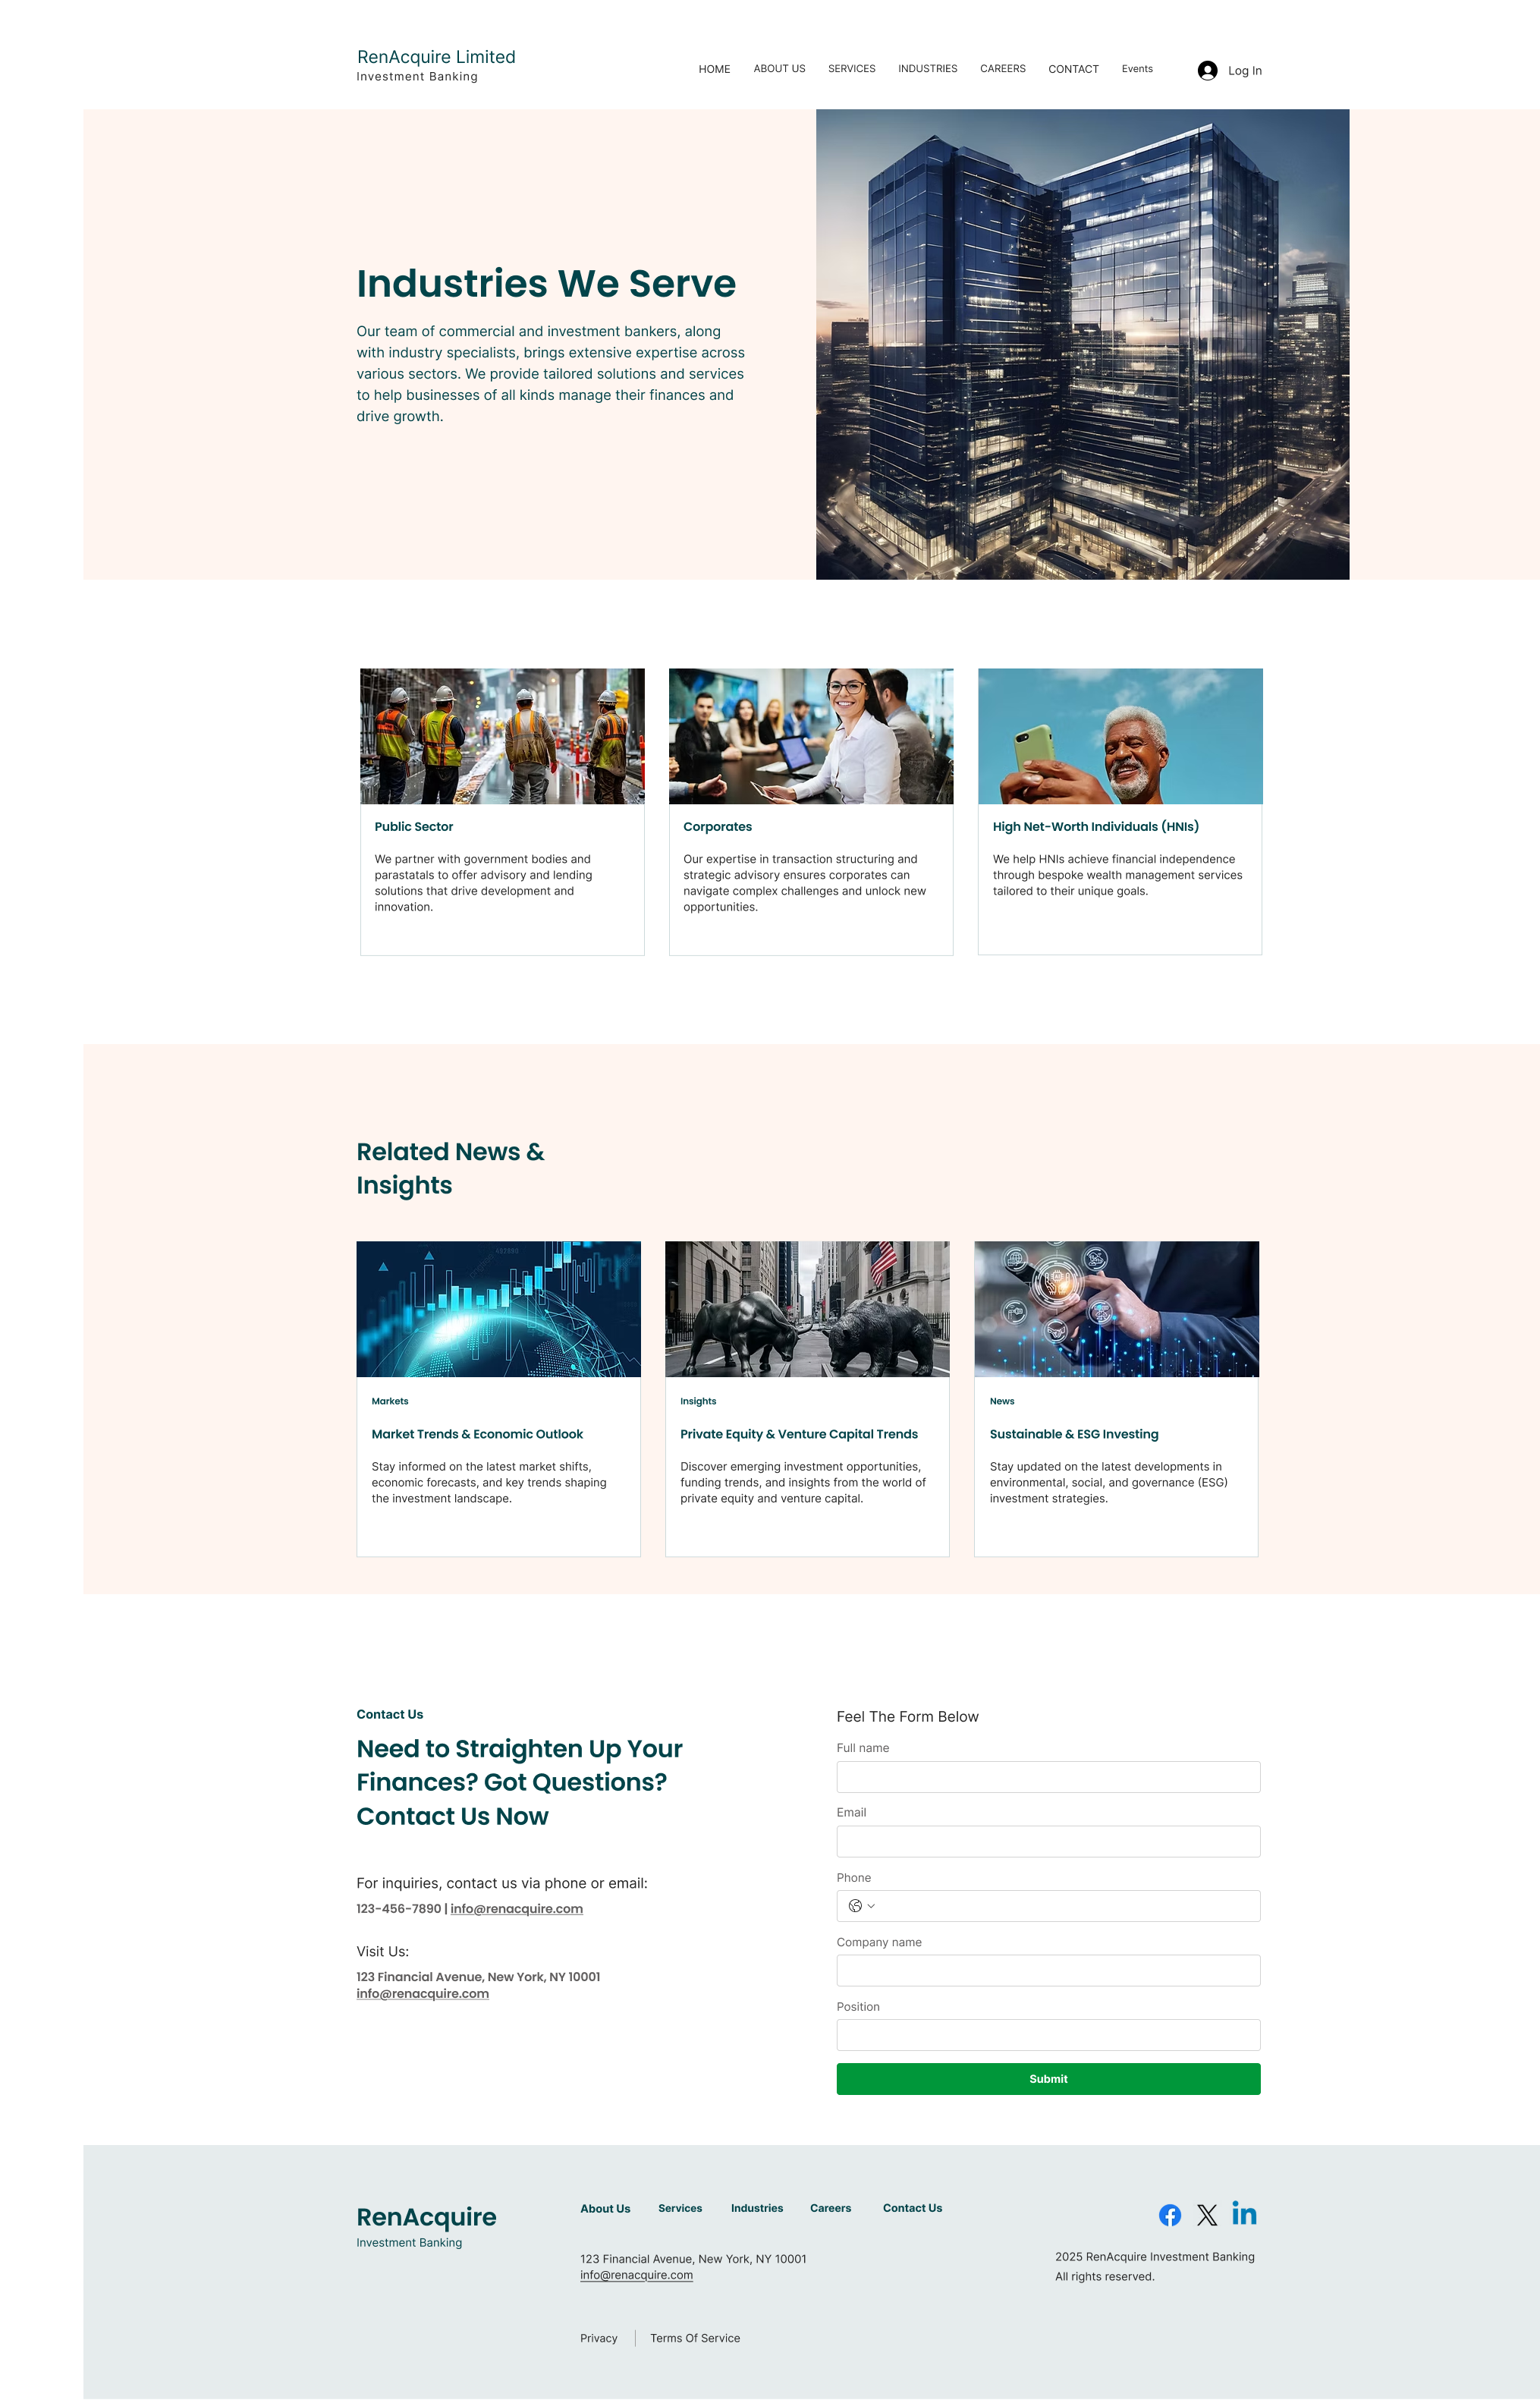 RenAcquire Limited
Investment Banking
HOME ABOUT US SERVICES INDUSTRIES CAREERS CONTACT Events Log In
Industries We Serve
Our team of commercial and investment bankers, along
with industry specialists, brings extensive expertise across
various sectors. We provide tailored solutions and services
to help businesses of all kinds manage their finances and
drive growth.
Public Sector
We partner with government bodies and
parastatals to offer advisory and lending
solutions that drive development and
innovation.
Corporates
Our expertise in transaction structuring and
strategic advisory ensures corporates can
navigate complex challenges and unlock new
opportunities.
High Net-Worth Individuals (HNIs)
We help HNIs achieve financial independence
through bespoke wealth management services
tailored to their unique goals.
Related News &
Insights
Markets
Market Trends & Economic Outlook
Stay informed on the latest market shifts,
economic forecasts, and key trends shaping
the investment landscape.
Insights
Private Equity & Venture Capital Trends
Discover emerging investment opportunities,
funding trends, and insights from the world of
private equity and venture capital.
News
Sustainable & ESG Investing
Stay updated on the latest developments in
environmental, social, and governance (ESG)
investment strategies.
Contact Us
Need to Straighten Up Your
Finances? Got Questions?
Contact Us Now
For inquiries, contact us via phone or email:
123-456-7890 | info@renacquire.com
Visit Us:
123 Financial Avenue, New York, NY 10001
info@renacquire.com
Feel The Form Below
Full name
Email
Phone
Company name
Position
Submit
RenAcquire
Investment Banking
About Us Services Industries Careers Contact Us
123 Financial Avenue, New York, NY 10001
info@renacquire.com
Privacy Terms Of Service
2025 RenAcquire Investment Banking
All rights reserved.